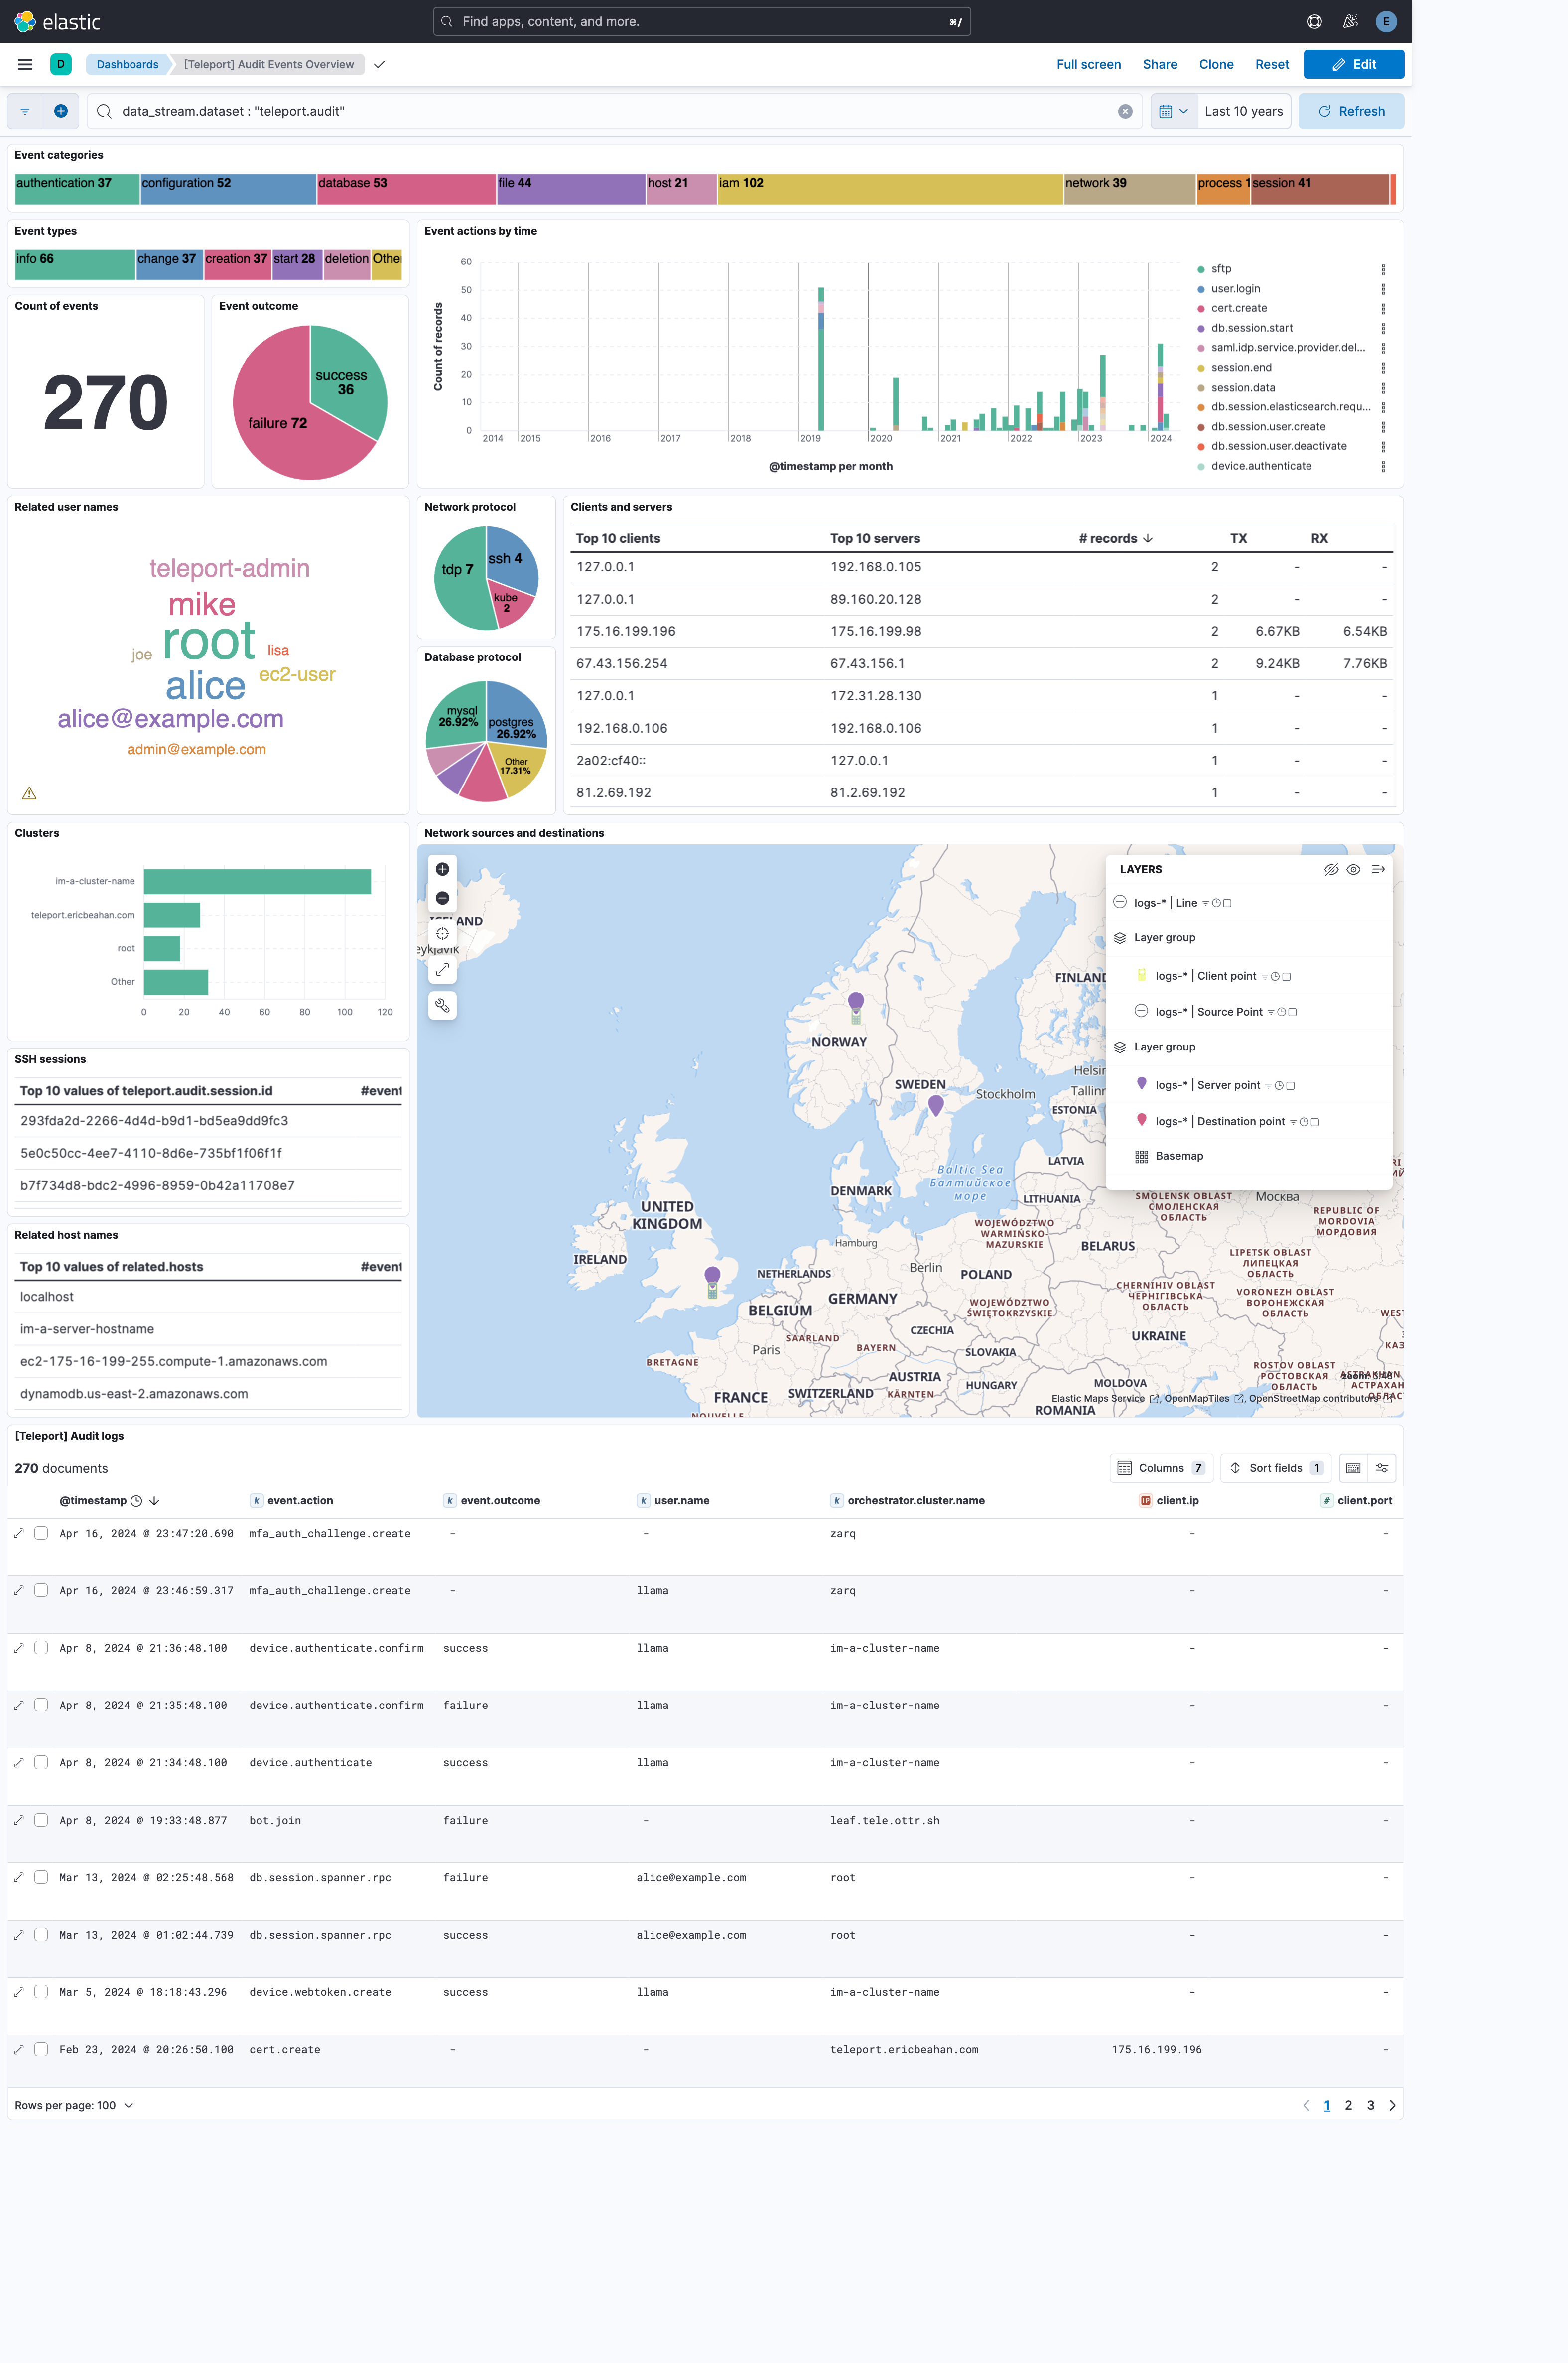 elastic
Find apps, content, and more.
⌘/
E
D
Dashboards
[Teleport] Audit Events Overview
Full screen
Share
Clone
Reset
Edit
data_stream.dataset : "teleport.audit"
Last 10 years
Refresh
Event categories
authentication 37
configuration 52
database 53
file 44
host 21
iam 102
network 39
process 1
session 41
Event types
info 66
change 37
creation 37
start 28
deletion
Other
Event actions by time
Count of records
60
50
40
30
20
10
0
2014
2015
2016
2017
2018
2019
2020
2021
2022
2023
2024
@timestamp per month
sftp
user.login
cert.create
db.session.start
saml.idp.service.provider.del...
session.end
session.data
db.session.elasticsearch.requ...
db.session.user.create
db.session.user.deactivate
device.authenticate
Count of events
270
Event outcome
success
36
failure 72
Related user names
teleport-admin
mike
root
joe
lisa
alice
ec2-user
alice@example.com
admin@example.com
Network protocol
tdp 7
ssh 4
kube
2
Database protocol
mysql
26.92%
postgres
26.92%
Other
17.31%
Clients and servers
Top 10 clients Top 10 servers # records TX RX
127.0.0.1 192.168.0.105 2 - -
127.0.0.1 89.160.20.128 2 - -
175.16.199.196 175.16.199.98 2 6.67KB 6.54KB
67.43.156.254 67.43.156.1 2 9.24KB 7.76KB
127.0.0.1 172.31.28.130 1 - -
192.168.0.106 192.168.0.106 1 - -
2a02:cf40:: 127.0.0.1 1 - -
81.2.69.192 81.2.69.192 1 - -
Clusters
im-a-cluster-name
teleport.ericbeahan.com
root
Other
0 20 40 60 80 100 120
SSH sessions
Top 10 values of teleport.audit.session.id #event
293fda2d-2266-4d4d-b9d1-bd5ea9dd9fc3
5e0c50cc-4ee7-4110-8d6e-735bf1f06f1f
b7f734d8-bdc2-4996-8959-0b42a11708e7
Related host names
Top 10 values of related.hosts #event
localhost
im-a-server-hostname
ec2-175-16-199-255.compute-1.amazonaws.com
dynamodb.us-east-2.amazonaws.com
Network sources and destinations
LAYERS
logs-* | Line
Layer group
logs-* | Client point
logs-* | Source Point
Layer group
logs-* | Server point
logs-* | Destination point
Basemap
ICELAND
eykjavik
FINLAND
NORWAY
SWEDEN
Stockholm
Helsin
Tallinn
ESTONIA
LATVIA
Baltic Sea
Балтийское
море
DENMARK
LITHUANIA
SMOLENSK OBLAST
СМОЛЕНСКАЯ
ОБЛАСТЬ
Москва
REPUBLIC OF
MORDOVIA
МОРДОВИЯ
UNITED
KINGDOM
WOJEWÓDZTWO
WARMIŃSKO-
MAZURSKIE
BELARUS
Hamburg
IRELAND
NETHERLANDS
Berlin
POLAND
LIPETSK OBLAST
ЛИПЕЦКАЯ
ОБЛАСТЬ
BELGIUM
GERMANY
WOJEWÓDZTWO
ŚWIĘTOKRZYSKIE
CHERNIHIV OBLAST
ЧЕРНІГІВСЬКА
ОБЛАСТЬ
VORONEZH OBLAST
ВОРОНЕЖСКАЯ
ОБЛАСТЬ
WEST
КАЗ
SAARLAND
CZECHIA
UKRAINE
Paris
BAYERN
SLOVAKIA
BRETAGNE
AUSTRIA
HUNGARY
MOLDOVA
ROSTOV OBLAST
РОСТОВСКАЯ
ОБЛАСТЬ
FRANCE
SWITZERLAND
KÄRNTEN
ROMANIA
NOUVELLE-
Elastic Maps Service , OpenMapTiles , OpenStreetMap contributors
[Teleport] Audit logs
270 documents
Columns 7
Sort fields 1
@timestamp k event.action k event.outcome k user.name k orchestrator.cluster.name IP client.ip # client.port
Apr 16, 2024 @ 23:47:20.690 mfa_auth_challenge.create - - zarq - -
Apr 16, 2024 @ 23:46:59.317 mfa_auth_challenge.create - llama zarq - -
Apr 8, 2024 @ 21:36:48.100 device.authenticate.confirm success llama im-a-cluster-name - -
Apr 8, 2024 @ 21:35:48.100 device.authenticate.confirm failure llama im-a-cluster-name - -
Apr 8, 2024 @ 21:34:48.100 device.authenticate success llama im-a-cluster-name - -
Apr 8, 2024 @ 19:33:48.877 bot.join failure - leaf.tele.ottr.sh - -
Mar 13, 2024 @ 02:25:48.568 db.session.spanner.rpc failure alice@example.com root - -
Mar 13, 2024 @ 01:02:44.739 db.session.spanner.rpc success alice@example.com root - -
Mar 5, 2024 @ 18:18:43.296 device.webtoken.create success llama im-a-cluster-name - -
Feb 23, 2024 @ 20:26:50.100 cert.create - - teleport.ericbeahan.com 175.16.199.196 -
Rows per page: 100
1 2 3